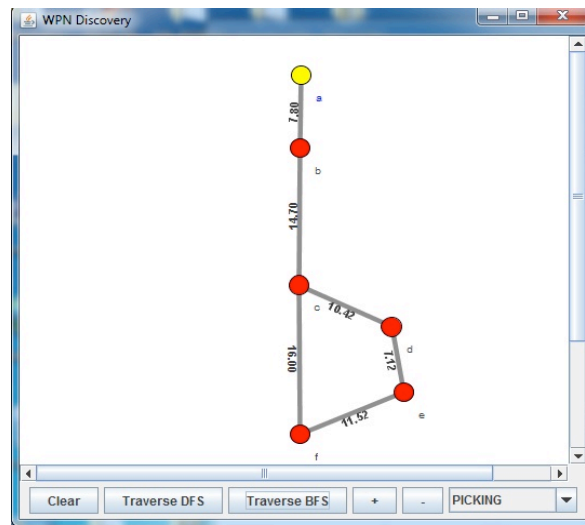 WPN Discovery
a
7.80
b
14.70
c
10.42
16.00
d
7.12
e
11.52
f
Clear Traverse DFS Traverse BFS + - PICKING